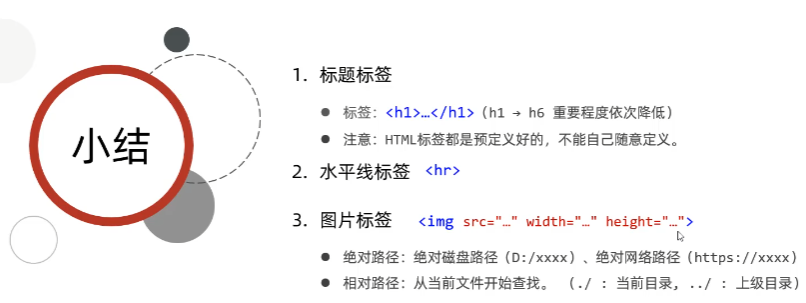 小结
1. 标题标签
● 标签：<h1>…</h1>（h1 → h6 重要程度依次降低）
● 注意：HTML标签都是预定义好的，不能自己随意定义。
2. 水平线标签 <hr>
3. 图片标签 <img src="…" width="…" height="…">
● 绝对路径：绝对磁盘路径（D:/xxxx）、绝对网络路径（https://xxxx）
● 相对路径：从当前文件开始查找。 （./ : 当前目录, ../ : 上级目录）